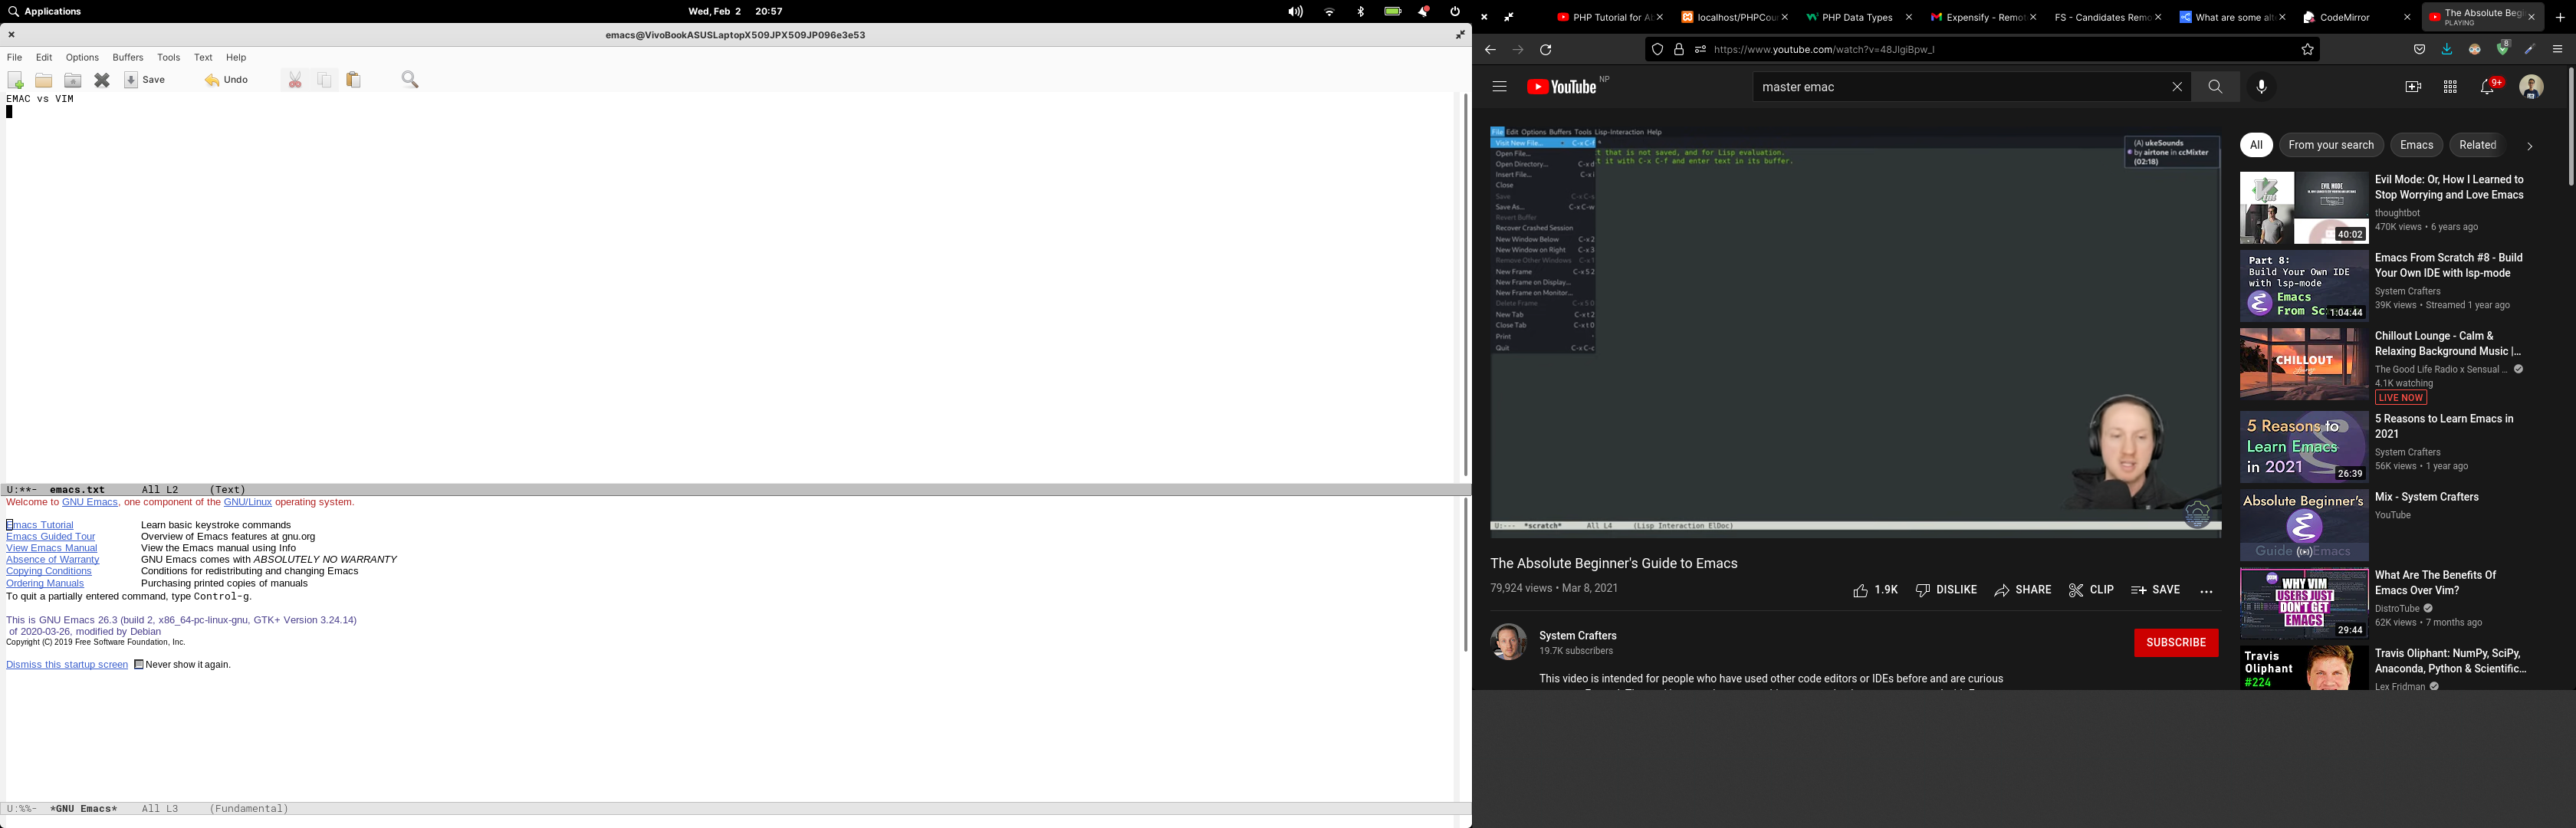 Applications
Wed, Feb 2 20:57
emacs@VivoBookASUSLaptopX509JPX509JP096e3e53
File Edit Options Buffers Tools Text Help
Save Undo
EMAC vs VIM
U:**- emacs.txt All L2 (Text)
Welcome to GNU Emacs, one component of the GNU/Linux operating system.
Emacs Tutorial Learn basic keystroke commands
Emacs Guided Tour Overview of Emacs features at gnu.org
View Emacs Manual View the Emacs manual using Info
Absence of Warranty GNU Emacs comes with ABSOLUTELY NO WARRANTY
Copying Conditions Conditions for redistributing and changing Emacs
Ordering Manuals Purchasing printed copies of manuals
To quit a partially entered command, type Control-g.
This is GNU Emacs 26.3 (build 2, x86_64-pc-linux-gnu, GTK+ Version 3.24.14)
of 2020-03-26, modified by Debian
Copyright (C) 2019 Free Software Foundation, Inc.
Dismiss this startup screen Never show it again.
U:%%- *GNU Emacs* All L3 (Fundamental)
PHP Tutorial for A
localhost/PHPCou
PHP Data Types
Expensify - Remo
FS - Candidates Remo
What are some alt
CodeMirror
The Absolute Beg
PLAYING
https://www.youtube.com/watch?v=48JlgiBpw_I
8
YouTube NP
master emac
9+
File Edit Options Buffers Tools Lisp-Interaction Help
Visit New File... C-x C-f
Open File...
Open Directory... C-x d
Insert File... C-x i
Close
Save C-x C-s
Save As... C-x C-w
Revert Buffer
Recover Crashed Session
New Window Below C-x 2
New Window on Right C-x 3
Remove Other Windows C-x 1
New Frame C-x 5 2
New Frame on Display...
New Frame on Monitor...
Delete Frame C-x 5 0
New Tab C-x t 2
Close Tab C-x t 0
Print
Quit C-x C-c
t that is not saved, and for Lisp evaluation.
t it with C-x C-f and enter text in its buffer.
(A) ukeSounds
by airtone in ccMixter
(02:18)
U:--- *scratch* All L4 (Lisp Interaction ElDoc)
The Absolute Beginner's Guide to Emacs
79,924 views • Mar 8, 2021
1.9K DISLIKE SHARE CLIP SAVE ...
System Crafters
19.7K subscribers
SUBSCRIBE
This video is intended for people who have used other code editors or IDEs before and are curious
All From your search Emacs Related
EVIL MODE
40:02
Evil Mode: Or, How I Learned to
Stop Worrying and Love Emacs
thoughtbot
470K views • 6 years ago
Part 8:
Build Your Own IDE
with lsp-mode
Emacs
From Sc
1:04:44
Emacs From Scratch #8 - Build
Your Own IDE with lsp-mode
System Crafters
39K views • Streamed 1 year ago
CHILLOUT
Chillout Lounge - Calm &
Relaxing Background Music |...
The Good Life Radio x Sensual ...
4.1K watching
LIVE NOW
5 Reasons to
Learn Emacs
in 2021
26:39
5 Reasons to Learn Emacs in
2021
System Crafters
56K views • 1 year ago
Absolute Beginner's
Guide Emacs
Mix - System Crafters
YouTube
WHY VIM
USERS JUST
DON'T GET
EMACS
29:44
What Are The Benefits Of
Emacs Over Vim?
DistroTube
62K views • 7 months ago
Travis
Oliphant
#224
Travis Oliphant: NumPy, SciPy,
Anaconda, Python & Scientific...
Lex Fridman